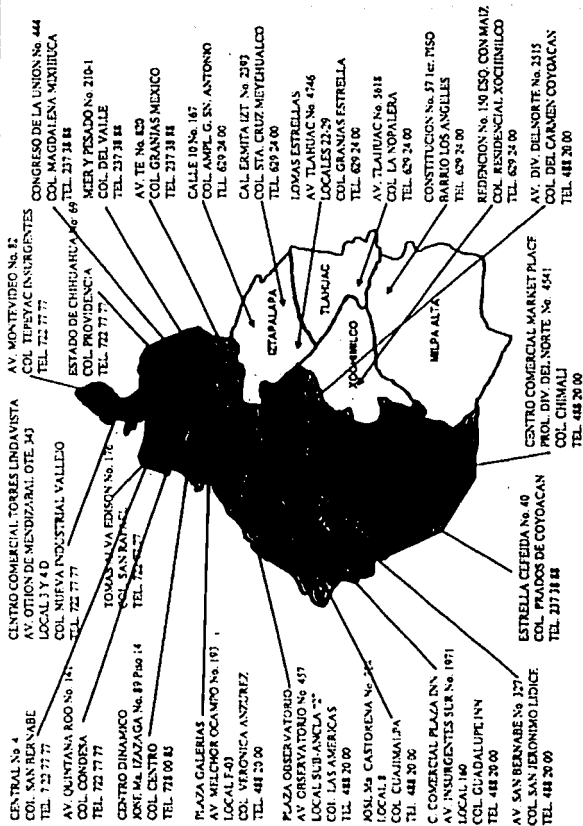 CENTRO COMERCIAL TORRES LINDAVISTA
AV. OTHON DE MENDIZABAL OTE. 343
LOCAL 3 Y 4 D
COL. NUEVA INDUSTRIAL VALLEJO
TEL. 722 77 77
AV. MONTEVIDEO No. 82
COL. TEPEYAC INSURGENTES
TEL. 722 77 77
ESTADO DE CHIHUAHUA No. 69
COL. PROVIDENCIA
TEL. 722 77 77
CONGRESO DE LA UNION No. 444
COL. MAGDALENA MIXIHUCA
TEL. 237 38 88
MIER Y PESADO No. 210-1
COL. DEL VALLE
TEL. 237 38 88
AV. TE No. 820
COL. GRANJAS MEXICO
TEL. 237 38 88
CALLE 10 No. 167
COL. AMPL. G. SN. ANTONIO
TEL. 629 24 00
CAL. ERMITA IZT No. 2393
COL. STA. CRUZ MEYEHUALCO
TEL. 629 24 00
LOMAS ESTRELLAS
AV TLAHUAC No. 4746
LOCALES 22-29
COL. GRANJAS ESTRELLA
TEL. 629 24 00
AV. TLAHUAC No. 5018
COL. LA NOPALERA
TEL. 629 24 00
CONSTITUCION No. 57 1er. PISO
BARRIO LOS ANGELES
TEL. 629 24 00
REDENCION No. 150 ESQ. CON MAIZ
COL. RESIDENCIAL XOCHIMILCO
TEL. 629 24 00
AV. DIV. DEL NORTE No. 2515
COL. DEL CARMEN COYOACAN
TEL. 488 20 00
CENTRAL No. 4
COL. SAN BERNABE
TEL. 722 77 77
AV. QUINTANA ROO No. 141
COL. CONDESA
TEL. 722 77 77
TOMAS ALVA EDISON No. 176
COL. SAN RAFAEL
TEL. 722 77 77
CENTRO DINAMICO
JOSE Ma. IZAZAGA No. 89 Piso 14
COL. CENTRO
TEL. 728 00 85
PLAZA GALERIAS
AV MELCHOR OCAMPO No. 193
LOCAL F-03
COL. VERONICA ANZUREZ
TEL. 488 20 00
PLAZA OBSERVATORIO
AV OBSERVATORIO No 457
LOCAL SUB-ANCLA "2"
COL. LAS AMERICAS
TEL. 488 20 00
JOSE Ma CASTORENA No.
LOCAL 8
COL. CUAJIMALPA
TEL. 488 20 00
C. COMERCIAL PLAZA INN
AV. INSURGENTES SUR No. 1971
LOCAL 160
COL. GUADALUPE INN
TEL. 488 20 00
AV. SAN BERNABE No. 327
COL. SAN JERONIMO LIDICE
TEL. 488 20 00
IZTAPALAPA
TLAHUAC
XOCHIMILCO
MILPA ALTA
ESTRELLA CEFEIDA No. 40
COL. PRADOS DE COYOACAN
TEL. 237 38 88
CENTRO COMERCIAL MARKET PLACE
PROL. DIV. DEL NORTE No. 4541
COL. CHIMALI
TEL. 488 20 00